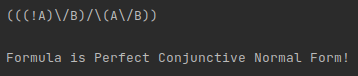 (((!A)\/B)/\(A\/B))
Formula is Perfect Conjunctive Normal Form!